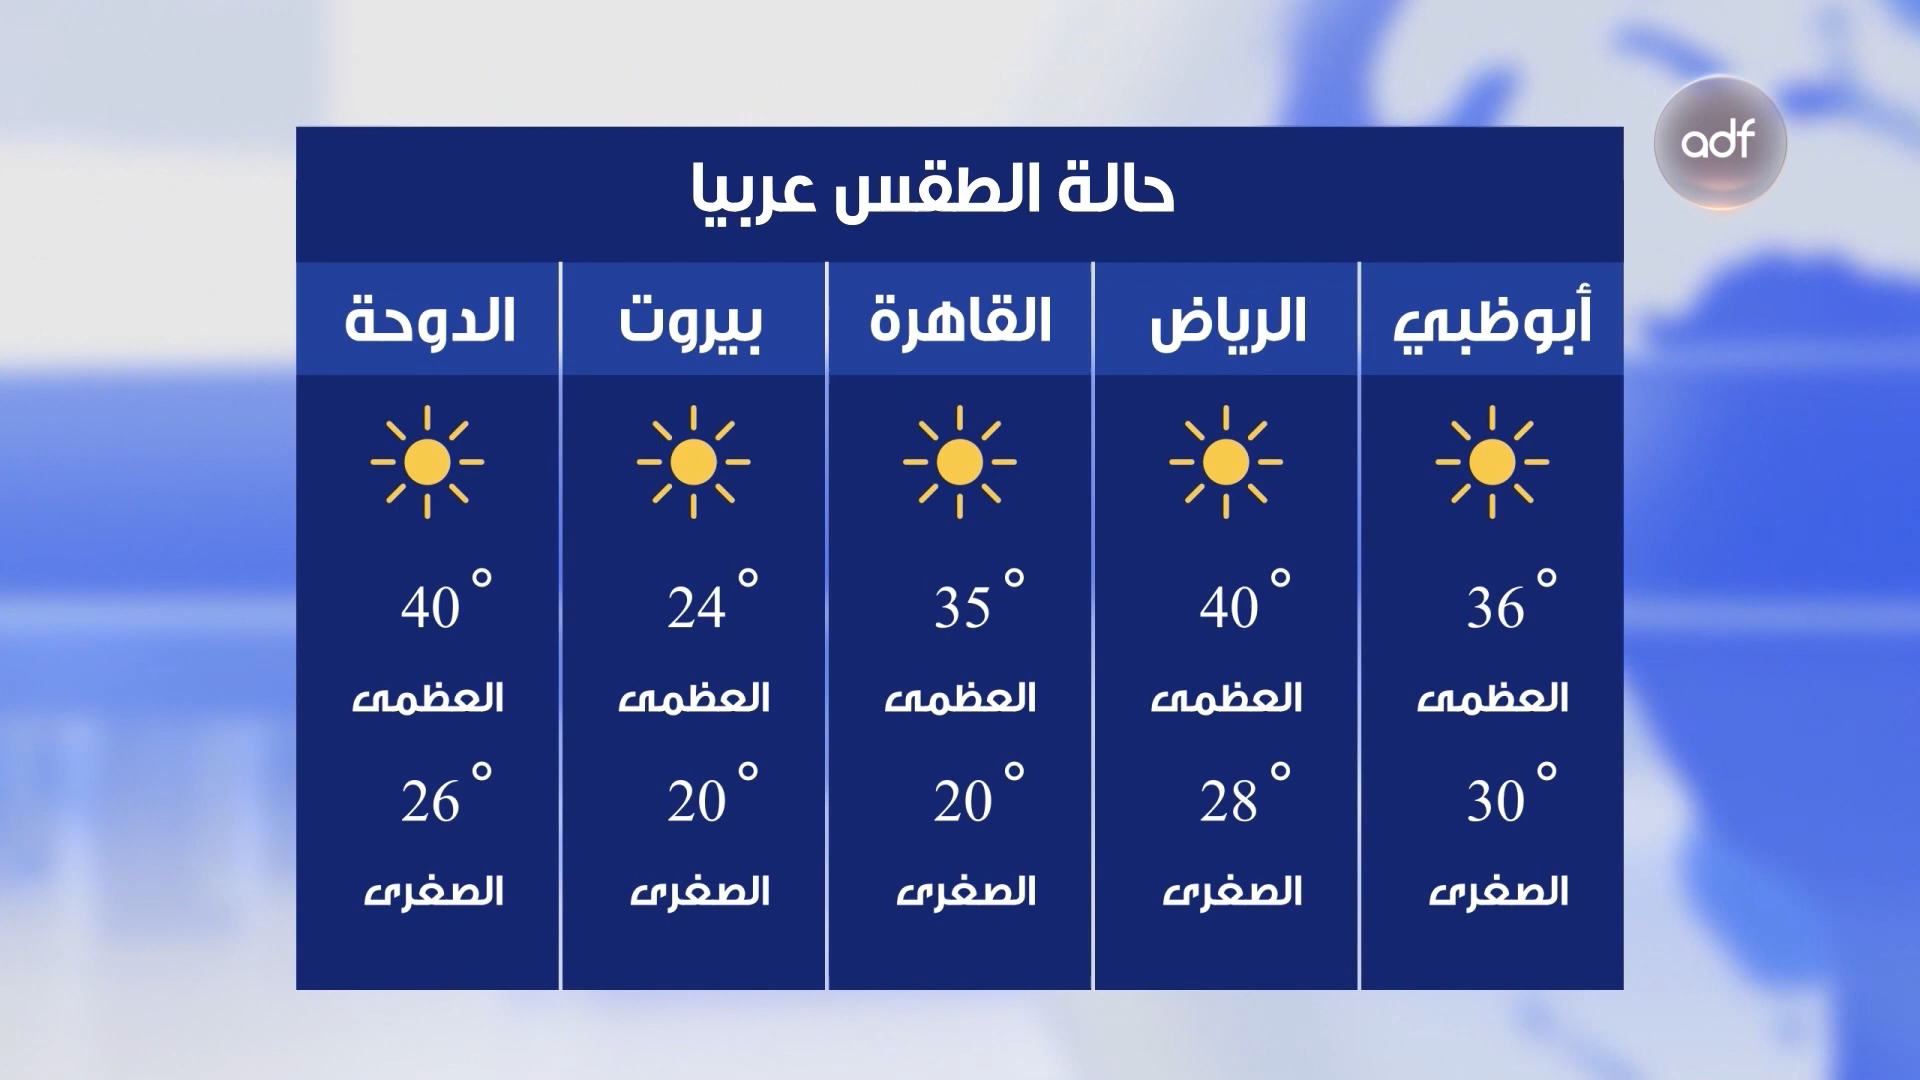 adf
حالة الطقس عربيا
أبوظبي الرياض القاهرة بيروت الدوحة
36° 40° 35° 24° 40°
العظمى العظمى العظمى العظمى العظمى
30° 28° 20° 20° 26°
الصغرى الصغرى الصغرى الصغرى الصغرى